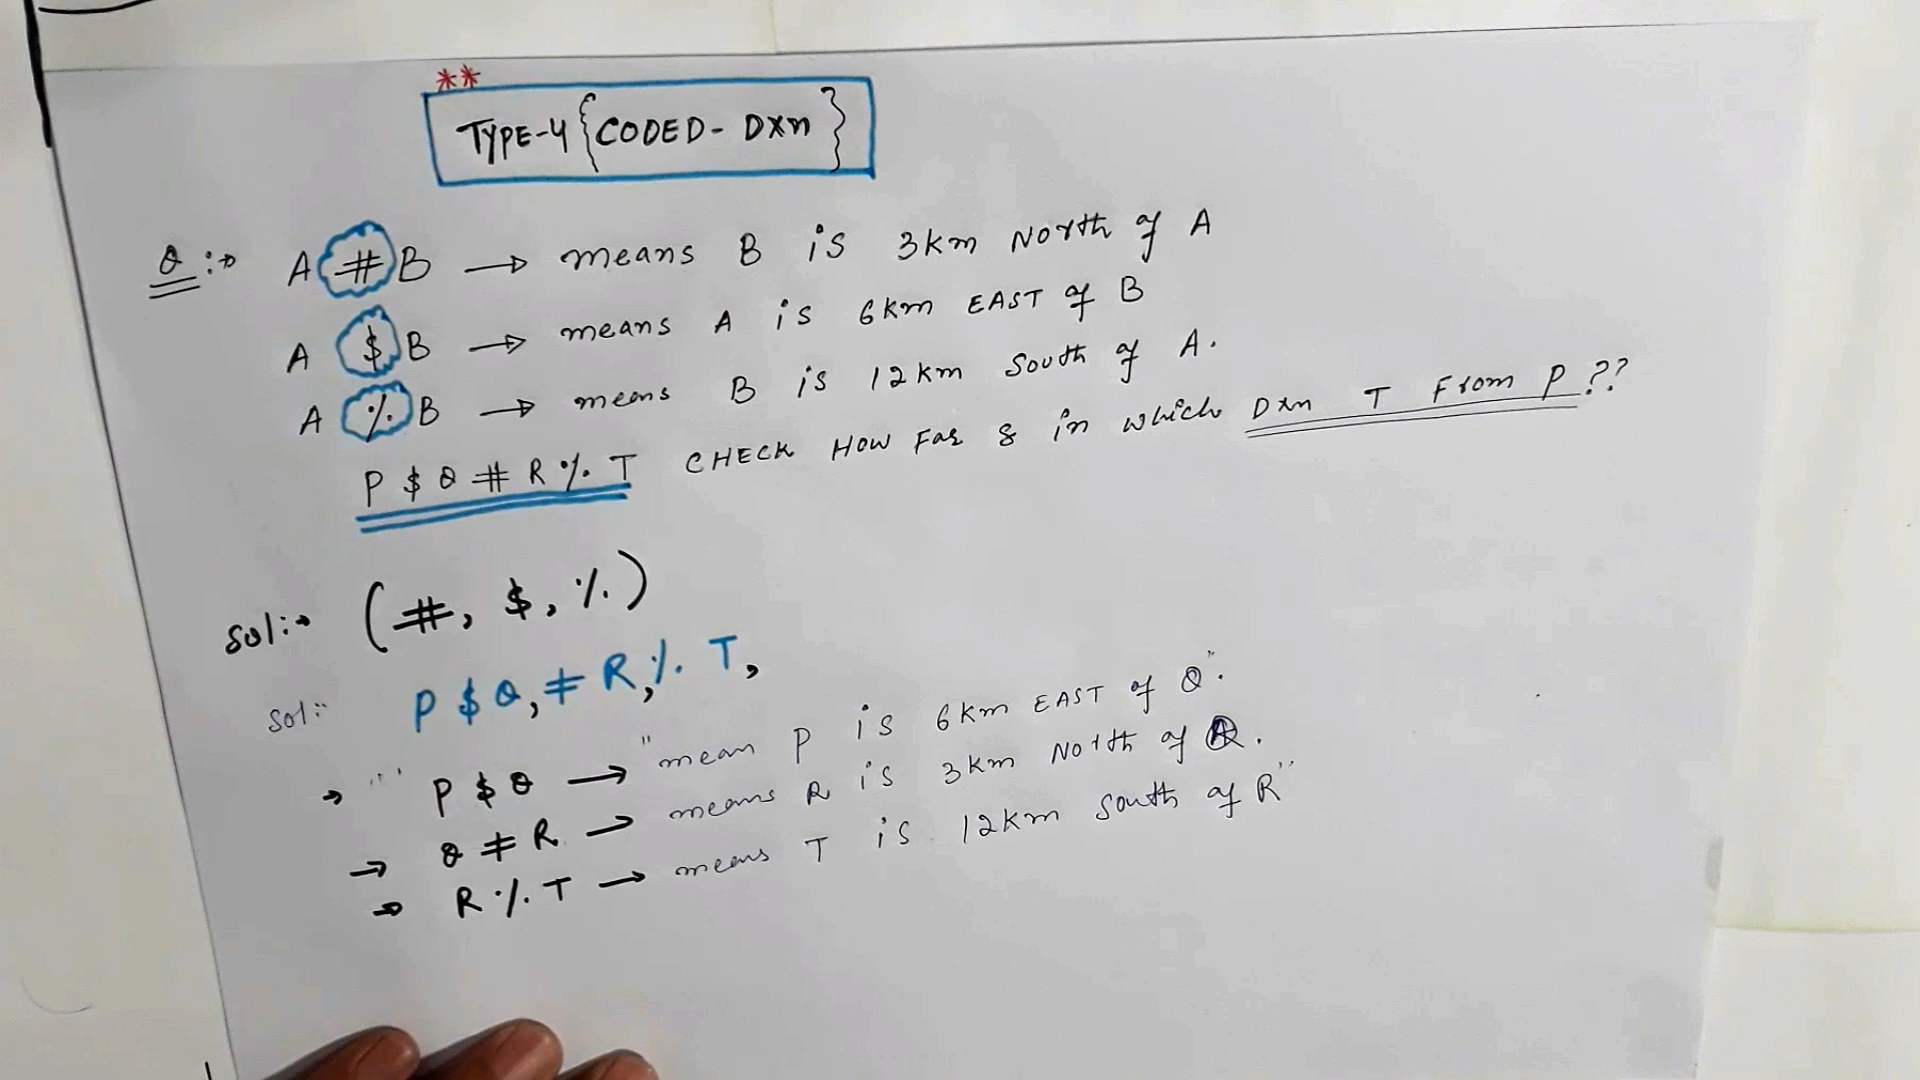 **
TYPE-4 {CODED-DXn}
Q:→ A # B → means B is 3km North of A
A $ B → means A is 6km EAST of B
A % B → means B is 12km South of A.
P $ Q # R % T CHECK HOW FAR & in which Dxn T From P??
Sol:→ (#, $, %)
Sol:- P $ Q, # R, % T,
→ "" P $ Q → "mean P is 6km EAST of Q".
→ Q # R → means R is 3km North of Q.
→ R % T → means T is 12km South of R"